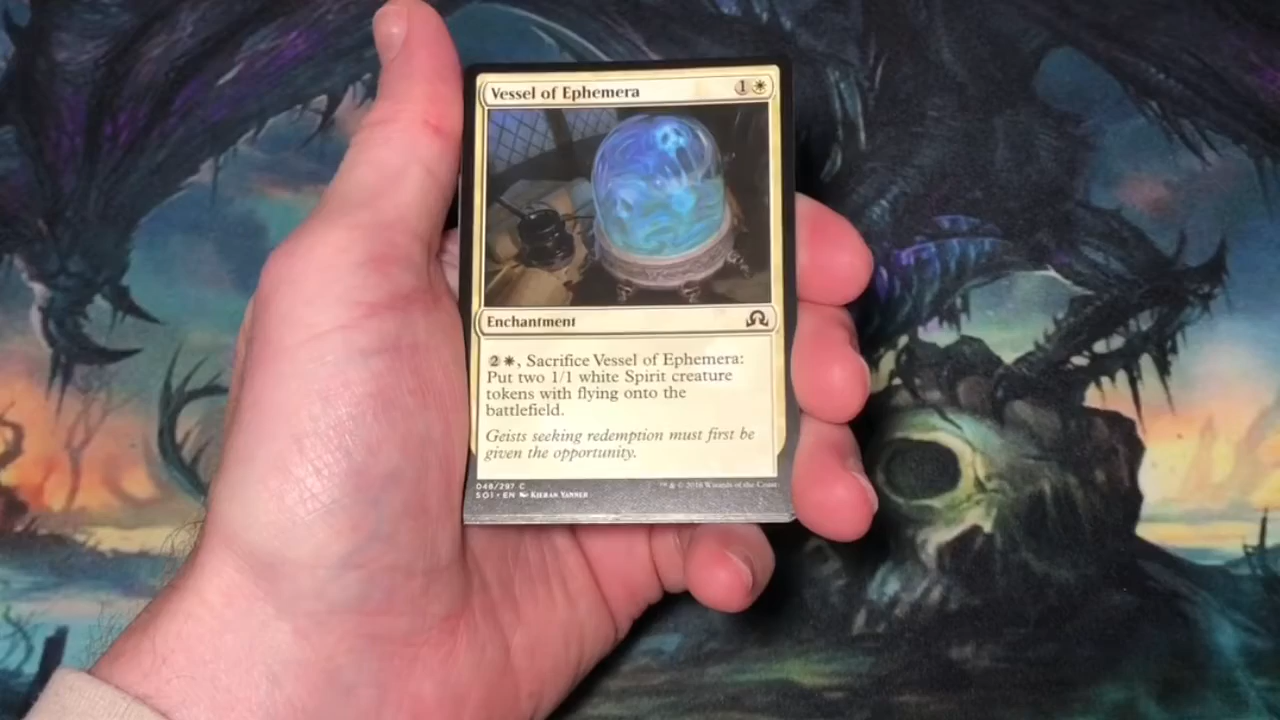 Vessel of Ephemera 1
Enchantment
2, Sacrifice Vessel of Ephemera:
Put two 1/1 white Spirit creature
tokens with flying onto the
battlefield.
Geists seeking redemption must first be
given the opportunity.
048/297 C
SOI • EN Kieran Yanner
™ & © 2016 Wizards of the Coast